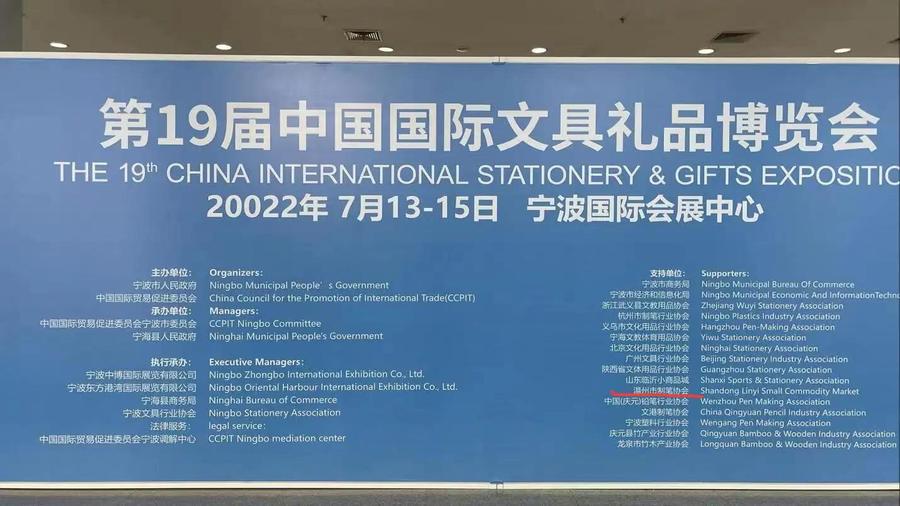 第19届中国国际文具礼品博览会
THE 19th CHINA INTERNATIONAL STATIONERY & GIFTS EXPOSITIO
20022年 7月13-15日 宁波国际会展中心
主办单位： Organizers:
宁波市人民政府 Ningbo Municipal People's Government
中国国际贸易促进委员会 China Council for the Promotion of International Trade(CCPIT)
承办单位： Managers:
中国国际贸易促进委员会宁波市委员会 CCPIT Ningbo Committee
宁海县人民政府 Ninghai Municipal People's Government
执行承办： Executive Managers:
宁波中博国际展览有限公司 Ningbo Zhongbo International Exhibition Co., Ltd.
宁波东方港湾国际展览有限公司 Ningbo Oriental Harbour International Exhibition Co., Ltd.
宁海县商务局 Ninghai Bureau of Commerce
宁波文具行业协会 Ningbo Stationery Association
法律服务： legal service:
中国国际贸易促进委员会宁波调解中心 CCPIT Ningbo mediation center
支持单位： Supporters:
宁波市商务局 Ningbo Municipal Bureau Of Commerce
宁波市经济和信息化局 Ningbo Municipal Economic And InformationTechno
浙江武义县文教用品协会 Zhejiang Wuyi Stationery Association
杭州市制笔协会 Ningbo Plastics Industry Association
义乌市文化用品行业协会 Hangzhou Pen-Making Association
宁海文教体育用品协会 Yiwu Stationery Association
北京文化用品行业协会 Ninghai Stationery Association
广州文具行业协会 Beijing Stationery Industry Association
陕西省文体用品行业协会 Guangzhou Stationery Association
山东临沂小商品城 Shanxi Sports & Stationery Association
温州市制笔协会 Shandong Linyi Small Commodity Market
中国(庆元)铅笔行业协会 Wenzhou Pen Making Association
文港制笔协会 China Qingyuan Pencil Industry Association
宁波塑料行业协会 Wengang Pen Making Association
庆元县竹产业行业协会 Qingyuan Bamboo & Wooden Industry Association
龙泉市竹木产业协会 Longquan Bamboo & Wooden Industry Association